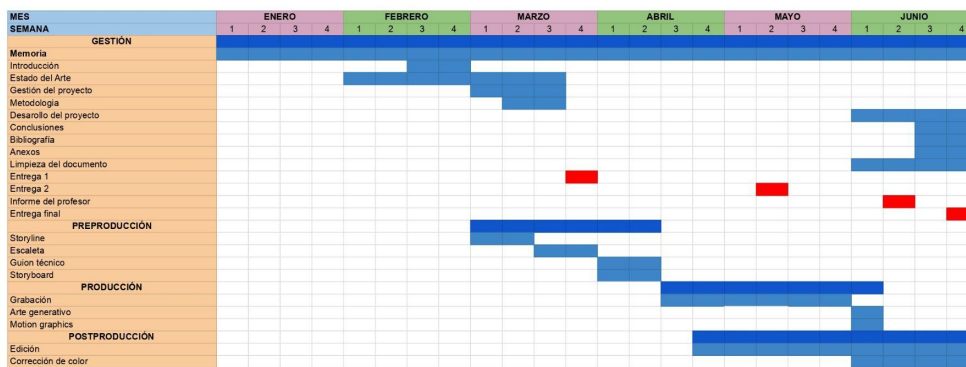 MES ENERO FEBRERO MARZO ABRIL MAYO JUNIO
SEMANA 1 2 3 4 1 2 3 4 1 2 3 4 1 2 3 4 1 2 3 4 1 2 3 4
GESTIÓN
Memoria
Introducción
Estado del Arte
Gestión del proyecto
Metodologia
Desarollo del proyecto
Conclusiones
Bibliografía
Anexos
Limpieza del documento
Entrega 1
Entrega 2
Informe del profesor
Entrega final
PREPRODUCCIÓN
Storyline
Escaleta
Guion técnico
Storyboard
PRODUCCIÓN
Grabación
Arte generativo
Motion graphics
POSTPRODUCCIÓN
Edición
Corrección de color